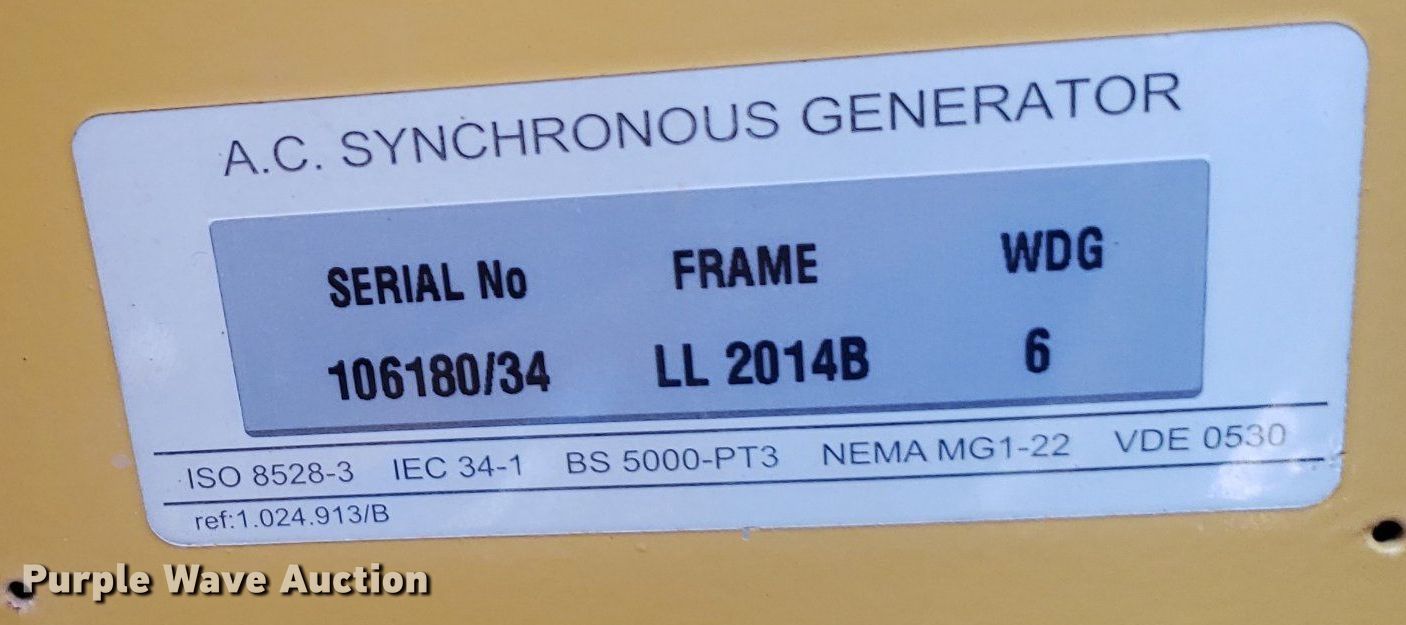 A.C. SYNCHRONOUS GENERATOR
SERIAL No FRAME WDG
106180/34 LL 2014B 6
ISO 8528-3 IEC 34-1 BS 5000-PT3 NEMA MG1-22 VDE 0530
ref:1.024.913/B
Purple Wave Auction